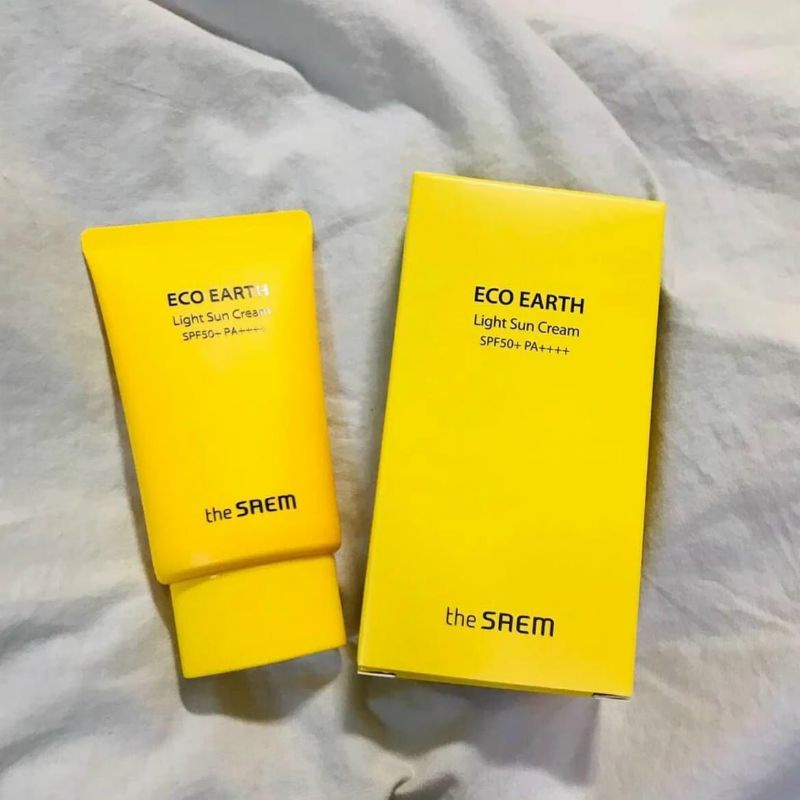 ECO EARTH
Light Sun Cream
SPF50+ PA++++
the SAEM
ECO EARTH
Light Sun Cream
SPF50+ PA++++
the SAEM